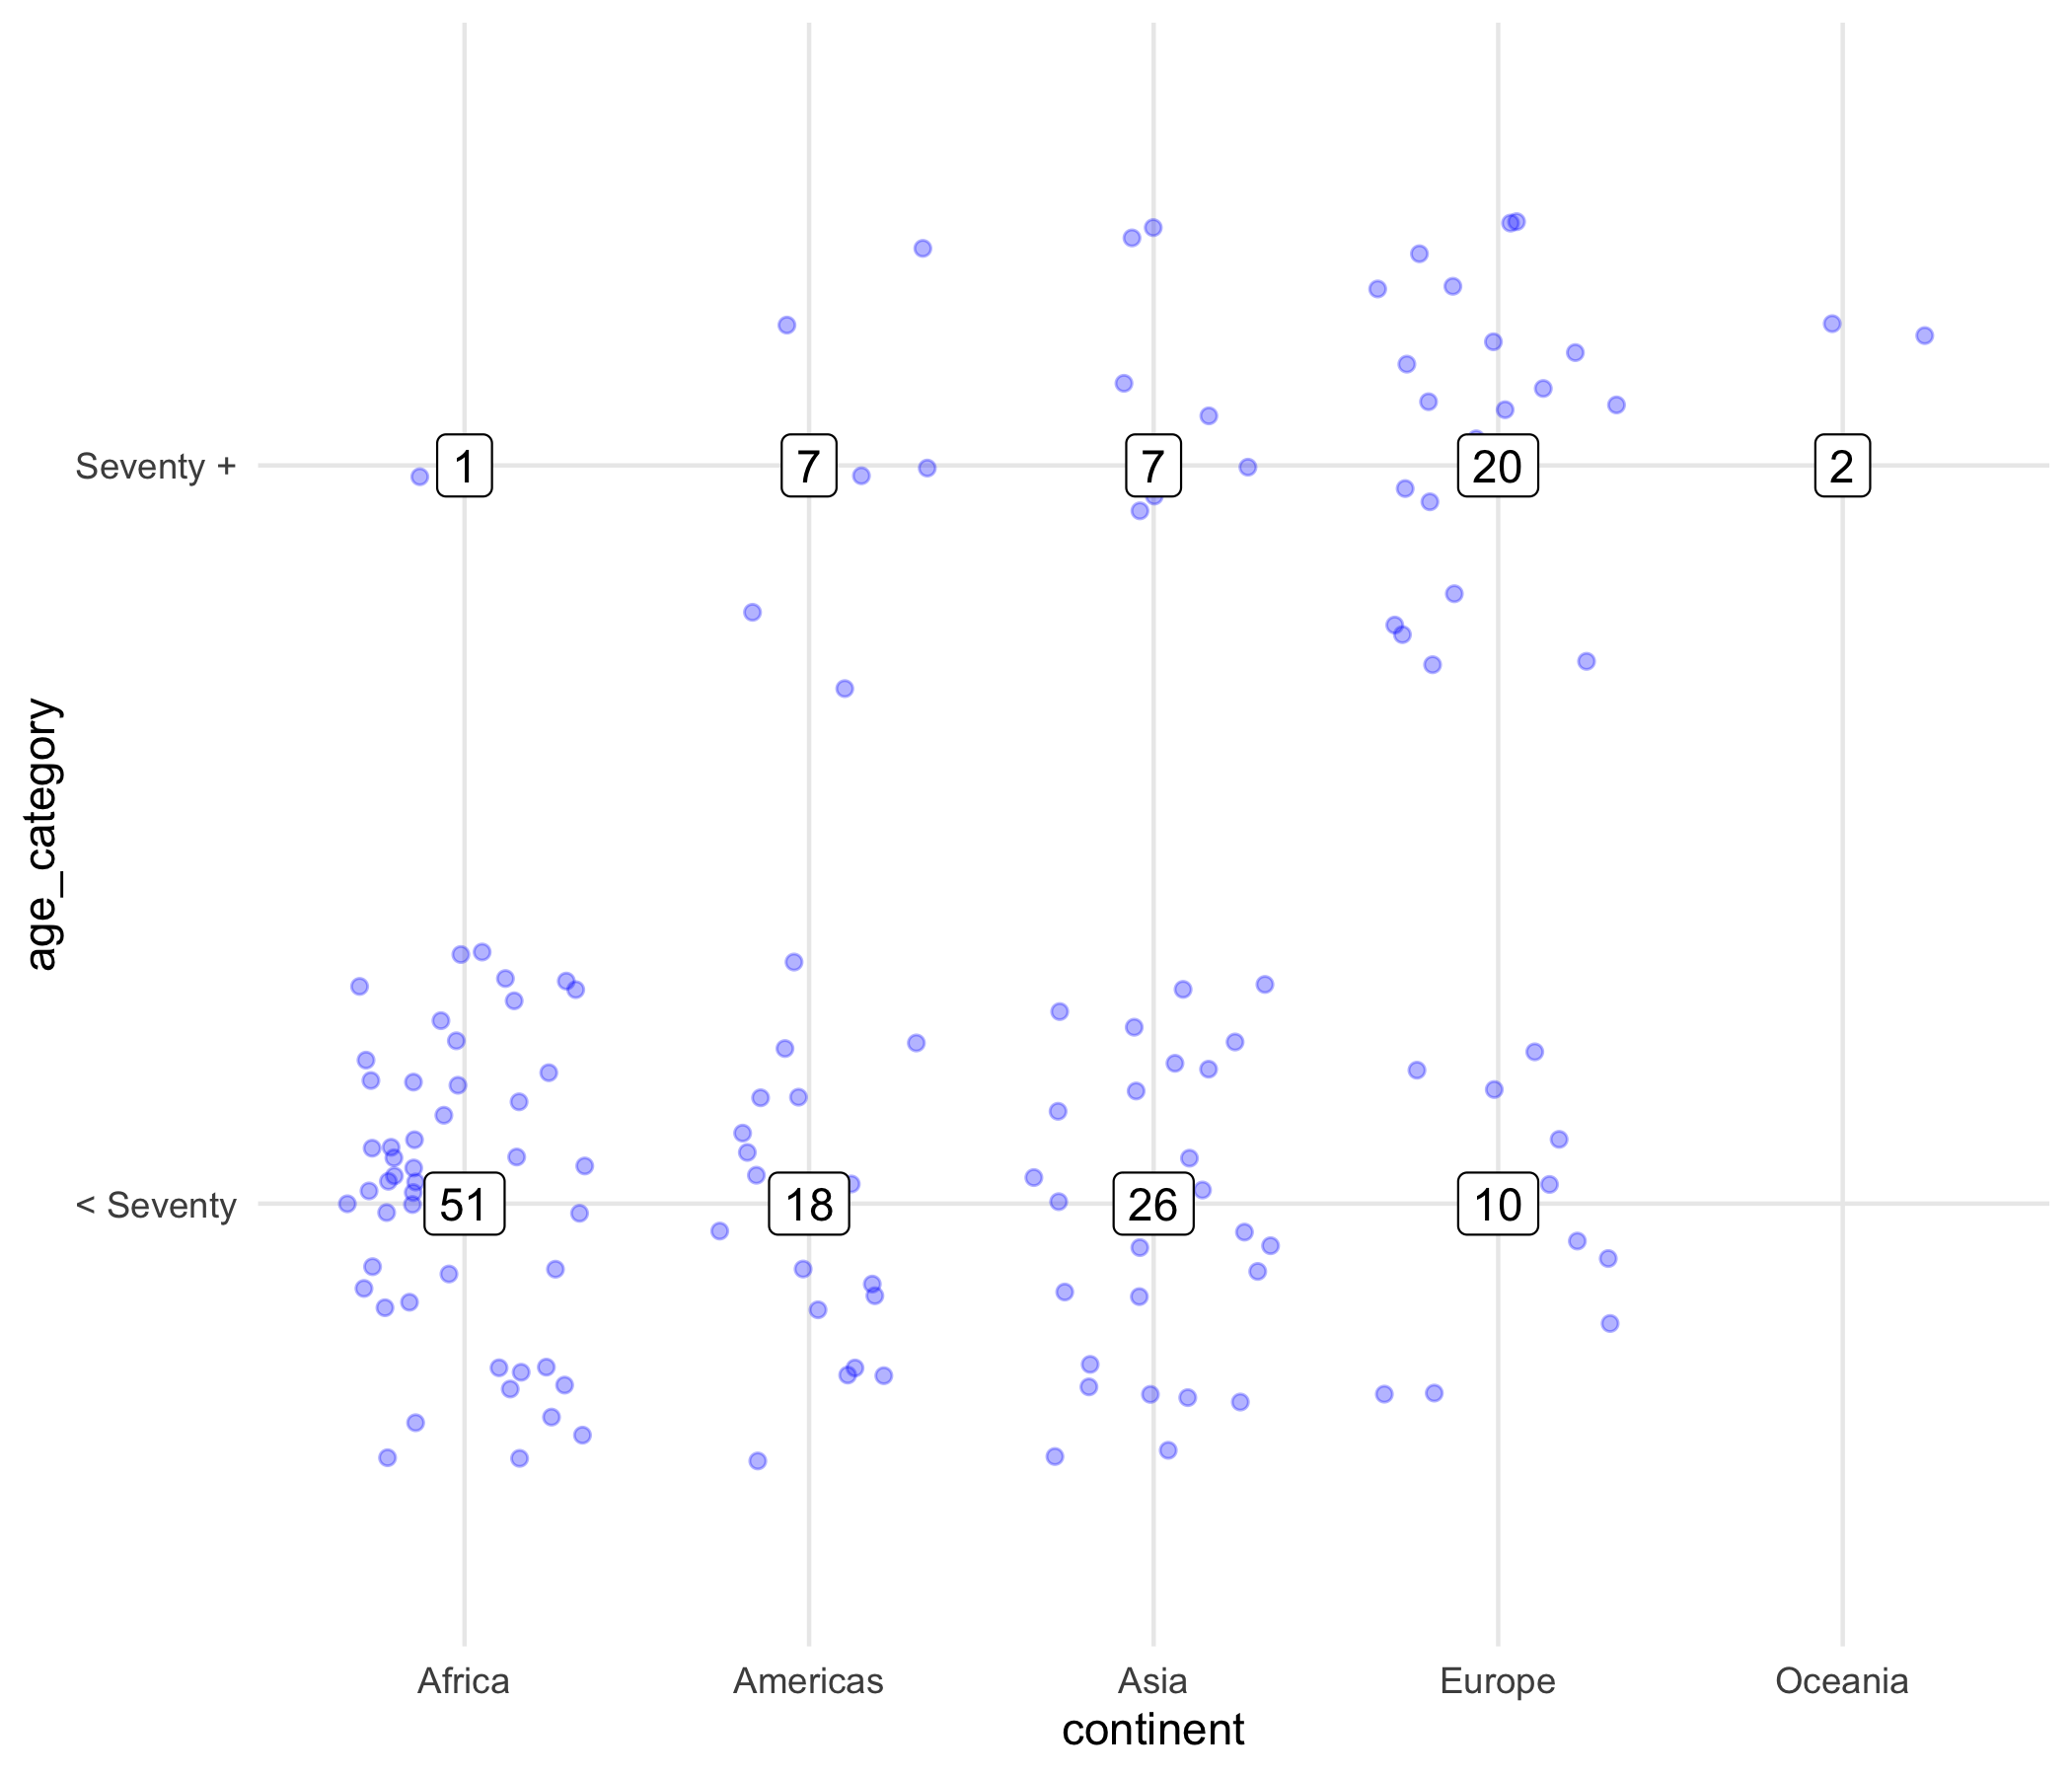 Seventy +
1
7
7
20
2
age_category
< Seventy
51
18
26
10
Africa
Americas
Asia
Europe
Oceania
continent